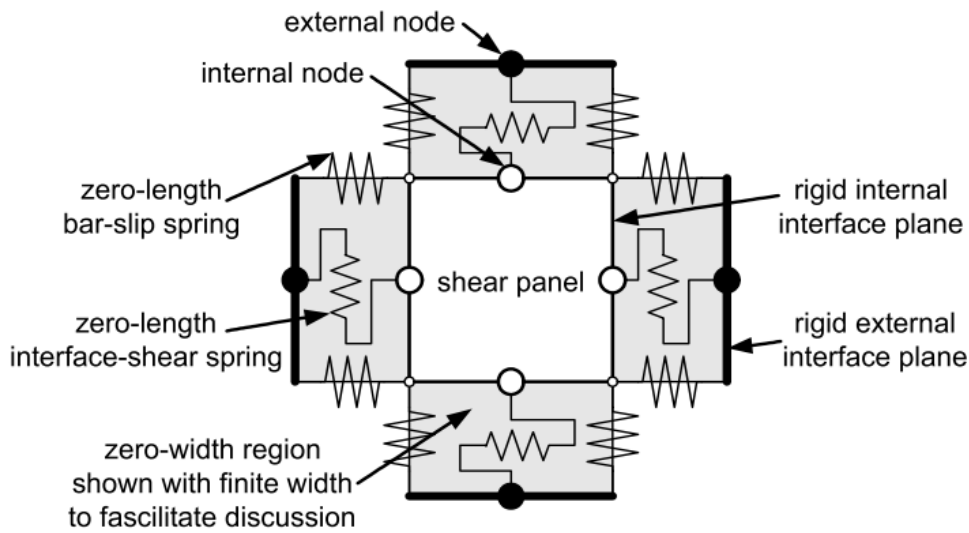 external node
internal node
zero-length
bar-slip spring
rigid internal
interface plane
shear panel
zero-length
interface-shear spring
rigid external
interface plane
zero-width region
shown with finite width
to fascilitate discussion